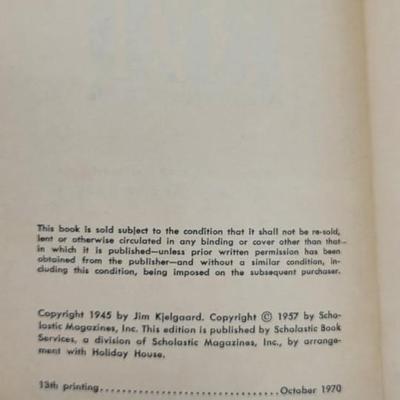 This book is sold subject to the condition that it shall not be re-sold,
lent or otherwise circulated in any binding or cover other than that
in which it is published—unless prior written permission has been
obtained from the publisher—and without a similar condition, in-
cluding this condition, being imposed on the subsequent purchaser.
Copyright 1945 by Jim Kjelgaard. Copyright © 1957 by Scho-
lastic Magazines, Inc. This edition is published by Scholastic Book
Services, a division of Scholastic Magazines, Inc., by arrange-
ment with Holiday House.
13th printing....................................October 1970